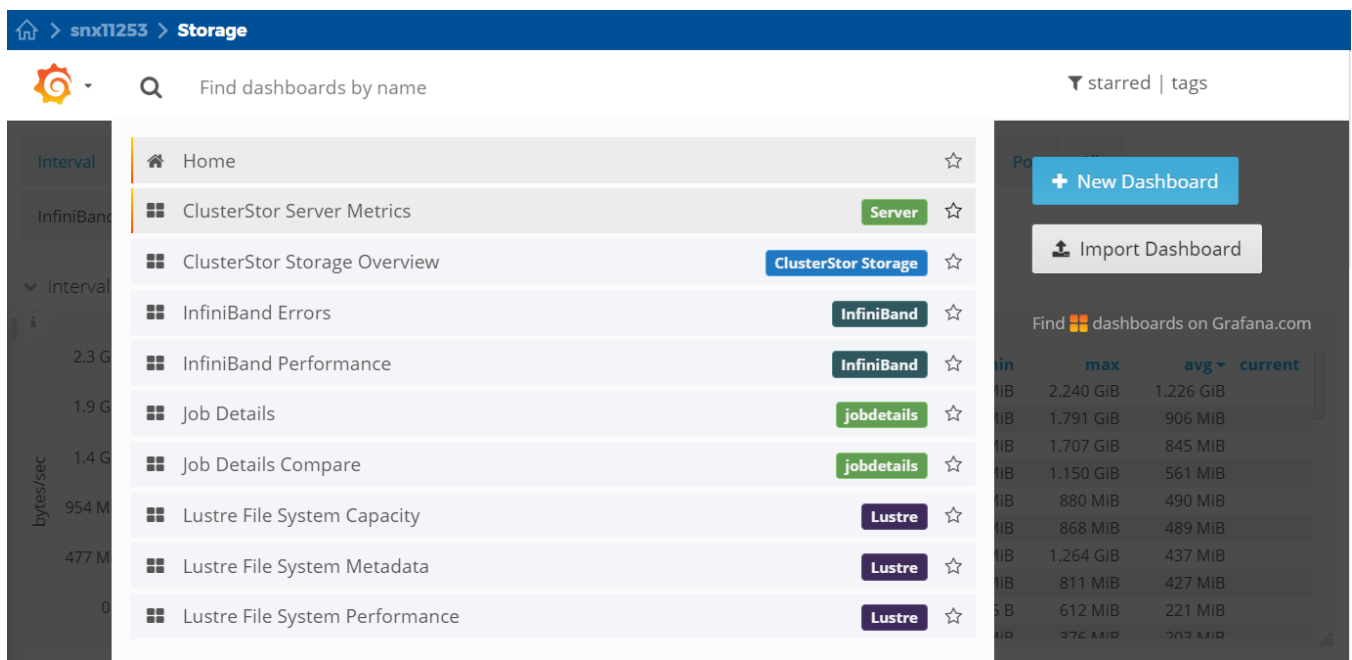 snx11253 > Storage
Find dashboards by name
starred | tags
Interval
InfiniBand
Interval
Home
ClusterStor Server Metrics Server
ClusterStor Storage Overview ClusterStor Storage
InfiniBand Errors InfiniBand
InfiniBand Performance InfiniBand
Job Details jobdetails
Job Details Compare jobdetails
Lustre File System Capacity Lustre
Lustre File System Metadata Lustre
Lustre File System Performance Lustre
New Dashboard
Import Dashboard
Find dashboards on Grafana.com
bytes/sec
2.3 G
1.9 G
1.4 G
954 M
477 M
0
max avg current
2.240 GiB 1.226 GiB
1.791 GiB 906 MiB
1.707 GiB 845 MiB
1.150 GiB 561 MiB
880 MiB 490 MiB
868 MiB 489 MiB
1.264 GiB 437 MiB
811 MiB 427 MiB
612 MiB 221 MiB
376 MiB 203 MiB